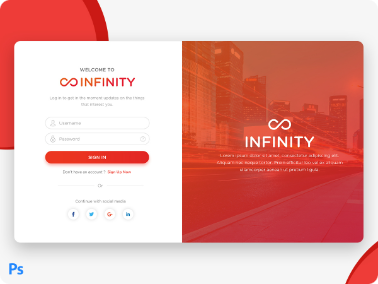 WELCOME TO
INFINITY
Login to get in the moment updates on the things
that interest you.
Username
Password
SIGN IN
Don't have an account? Sign Up Now
Or
Continue with social media
f
G
in
INFINITY
Lorem ipsum dolor sit amet, consectetur adipiscing elit.
Ps